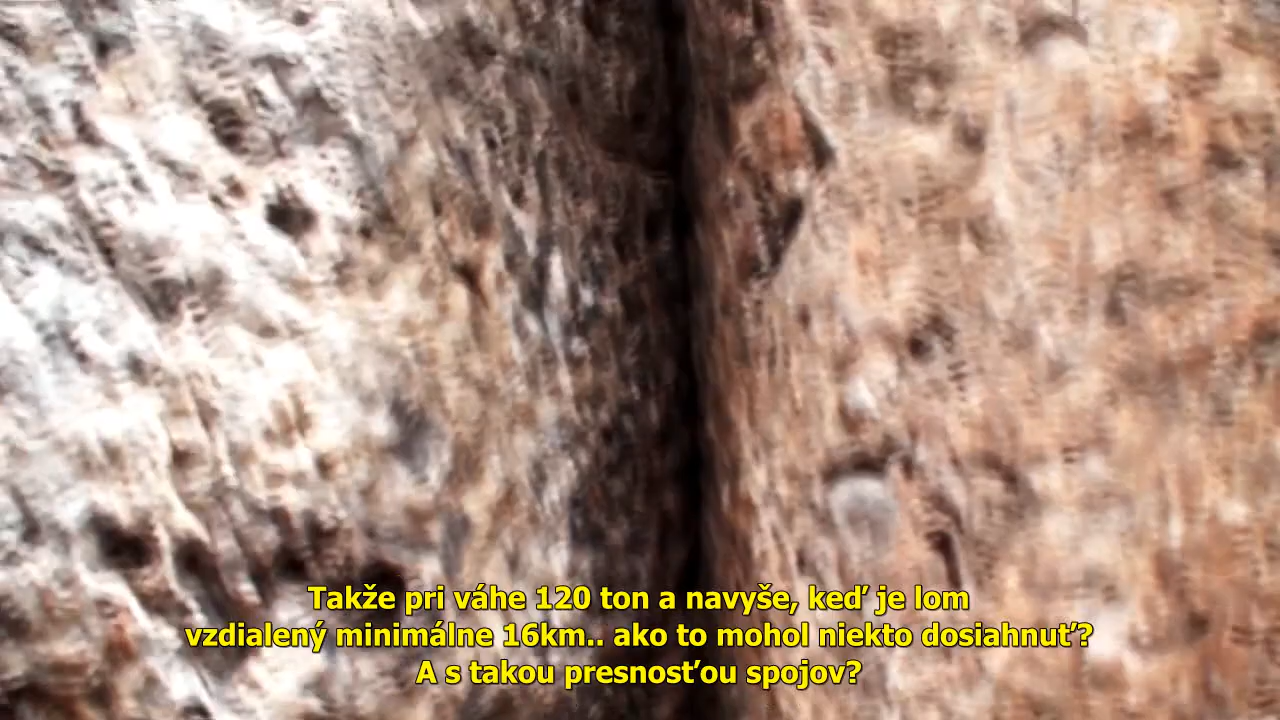 Takže pri váhe 120 ton a navyše, keď je lom
vzdialený minimálne 16km.. ako to mohol niekto dosiahnuť?
A s takou presnosťou spojov?